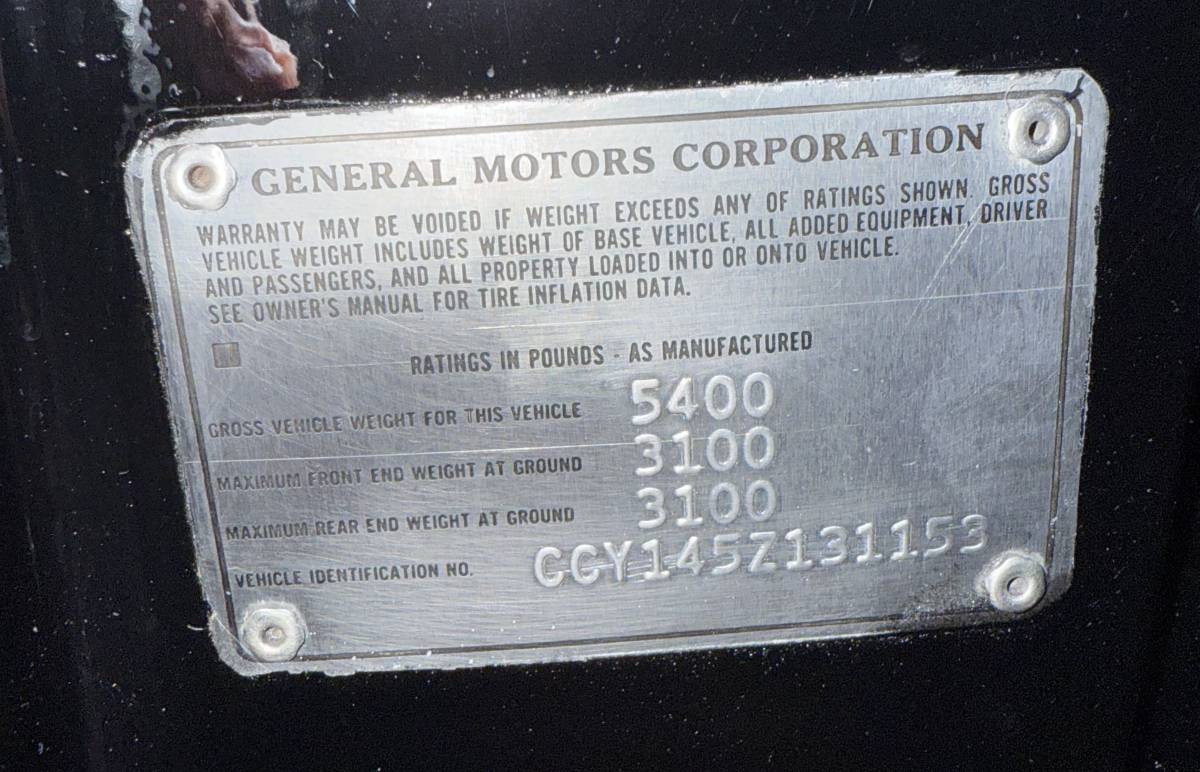 GENERAL MOTORS CORPORATION
WARRANTY MAY BE VOIDED IF WEIGHT EXCEEDS ANY OF RATINGS SHOWN. GROSS
VEHICLE WEIGHT INCLUDES WEIGHT OF BASE VEHICLE, ALL ADDED EQUIPMENT, DRIVER
AND PASSENGERS, AND ALL PROPERTY LOADED INTO OR ONTO VEHICLE.
SEE OWNER'S MANUAL FOR TIRE INFLATION DATA.
RATINGS IN POUNDS - AS MANUFACTURED
GROSS VEHICLE WEIGHT FOR THIS VEHICLE 5400
MAXIMUM FRONT END WEIGHT AT GROUND 3100
MAXIMUM REAR END WEIGHT AT GROUND 3100
VEHICLE IDENTIFICATION NO. CCY145Z131153